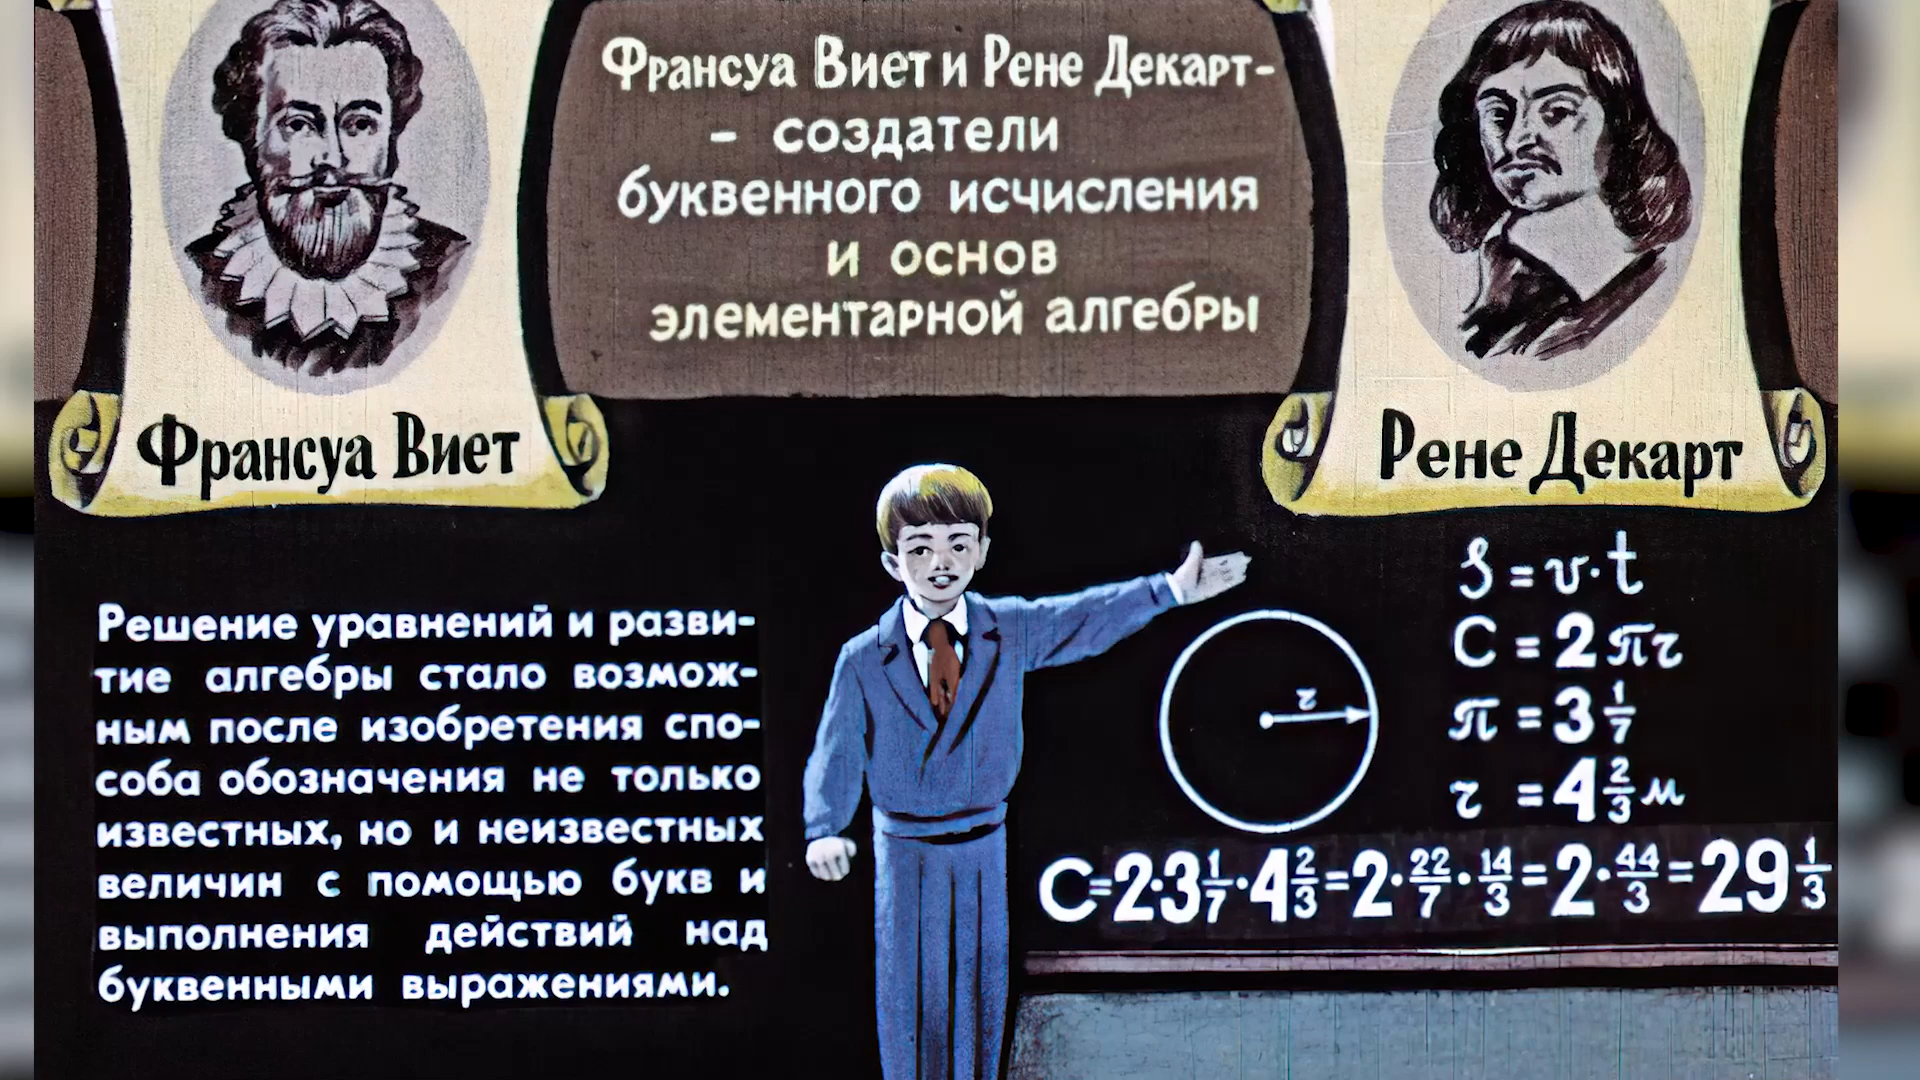 Франсуа Виет и Рене Декарт-
- создатели
буквенного исчисления
и основ
элементарной алгебры
Франсуа Виет
Рене Декарт
Решение уравнений и разви-
тие алгебры стало возмож-
ным после изобретения спо-
соба обозначения не только
известных, но и неизвестных
величин с помощью букв и
выполнения действий над
буквенными выражениями.
r
S = v·t
C = 2πr
π = 3 1/7
r = 4 2/3 м
C=2·3 1/7·4 2/3=2·22/7·14/3=2·44/3=29 1/3